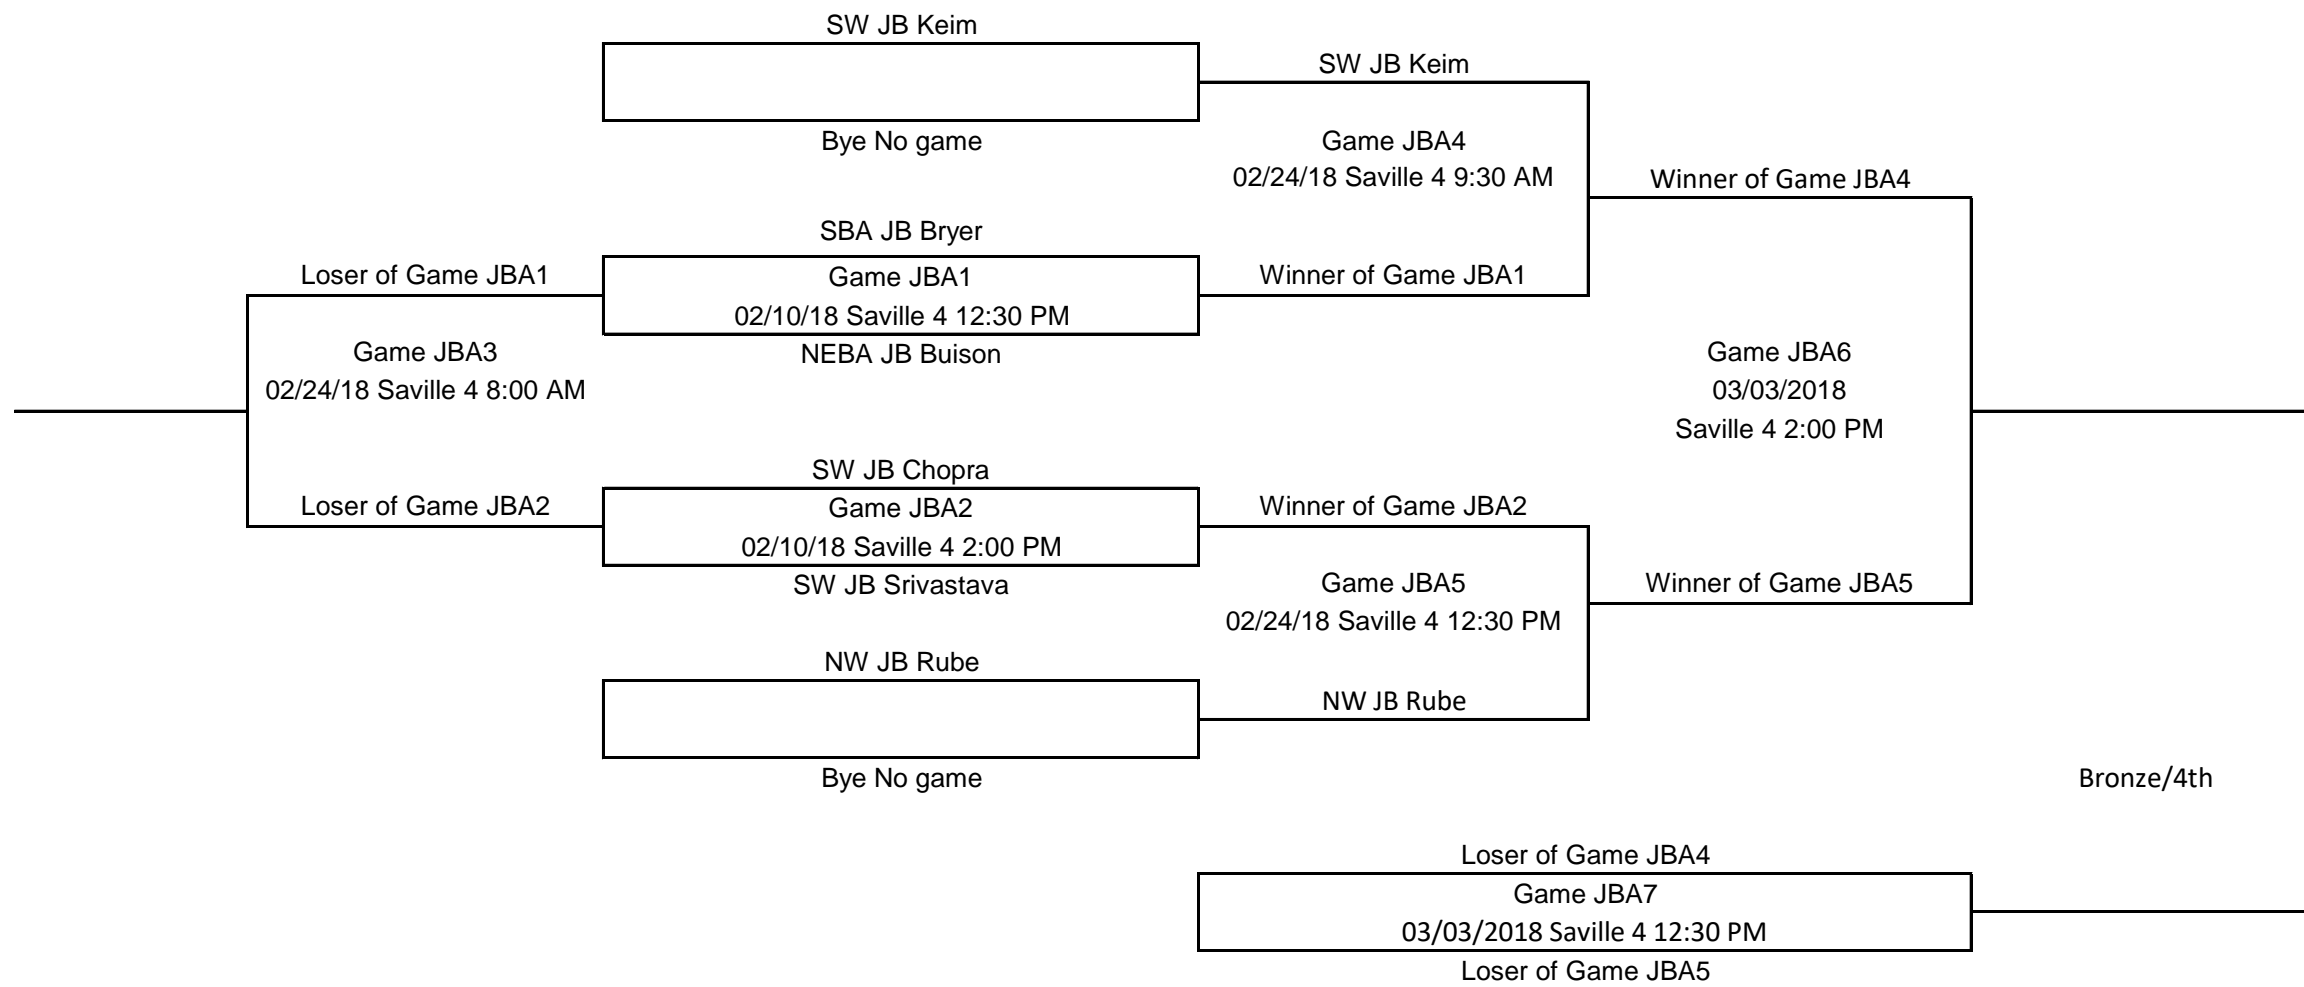 SW JB Keim
SW JB Keim
Bye No game
Game JBA4
02/24/18 Saville 4 9:30 AM
Winner of Game JBA4
SBA JB Bryer
Loser of Game JBA1
Game JBA1
Winner of Game JBA1
02/10/18 Saville 4 12:30 PM
Game JBA3
NEBA JB Buison
Game JBA6
02/24/18 Saville 4 8:00 AM
03/03/2018
Saville 4 2:00 PM
SW JB Chopra
Loser of Game JBA2
Game JBA2
Winner of Game JBA2
02/10/18 Saville 4 2:00 PM
SW JB Srivastava
Game JBA5
Winner of Game JBA5
02/24/18 Saville 4 12:30 PM
NW JB Rube
NW JB Rube
Bye No game
Bronze/4th
Loser of Game JBA4
Game JBA7
03/03/2018 Saville 4 12:30 PM
Loser of Game JBA5